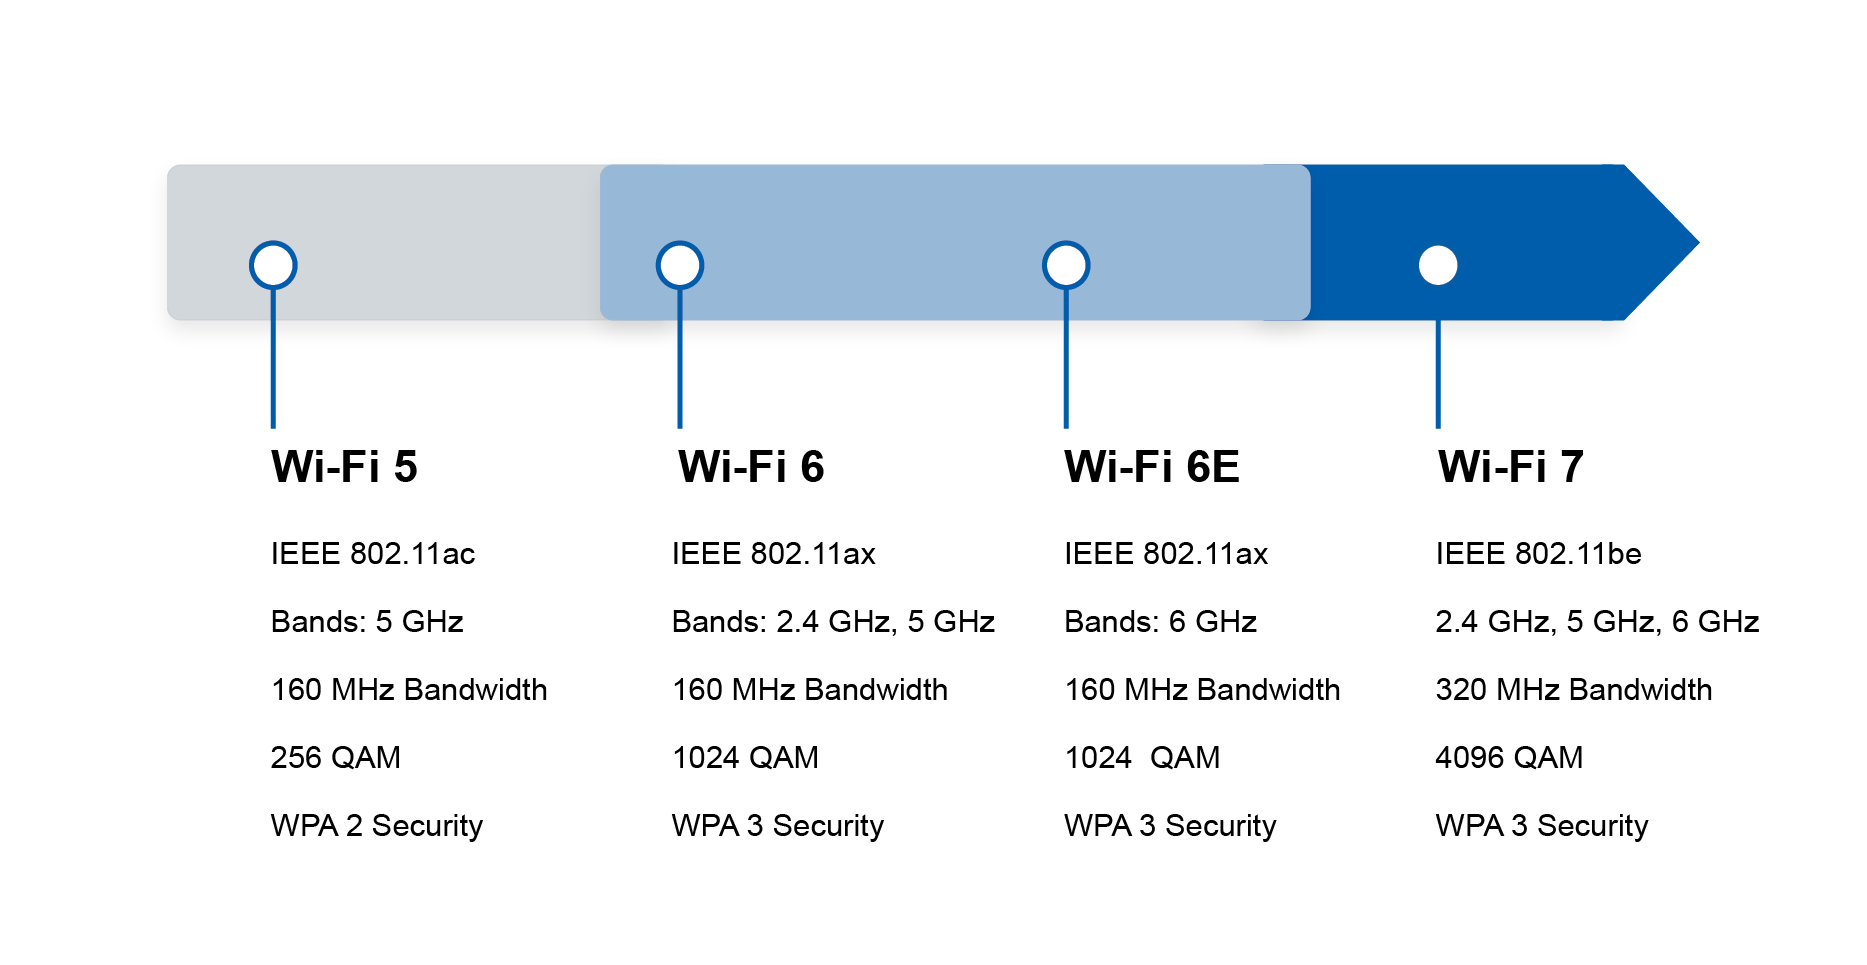 Wi-Fi 5
IEEE 802.11ac
Bands: 5 GHz
160 MHz Bandwidth
256 QAM
WPA 2 Security
Wi-Fi 6
IEEE 802.11ax
Bands: 2.4 GHz, 5 GHz
160 MHz Bandwidth
1024 QAM
WPA 3 Security
Wi-Fi 6E
IEEE 802.11ax
Bands: 6 GHz
160 MHz Bandwidth
1024  QAM
WPA 3 Security
Wi-Fi 7
IEEE 802.11be
2.4 GHz, 5 GHz, 6 GHz
320 MHz Bandwidth
4096 QAM
WPA 3 Security